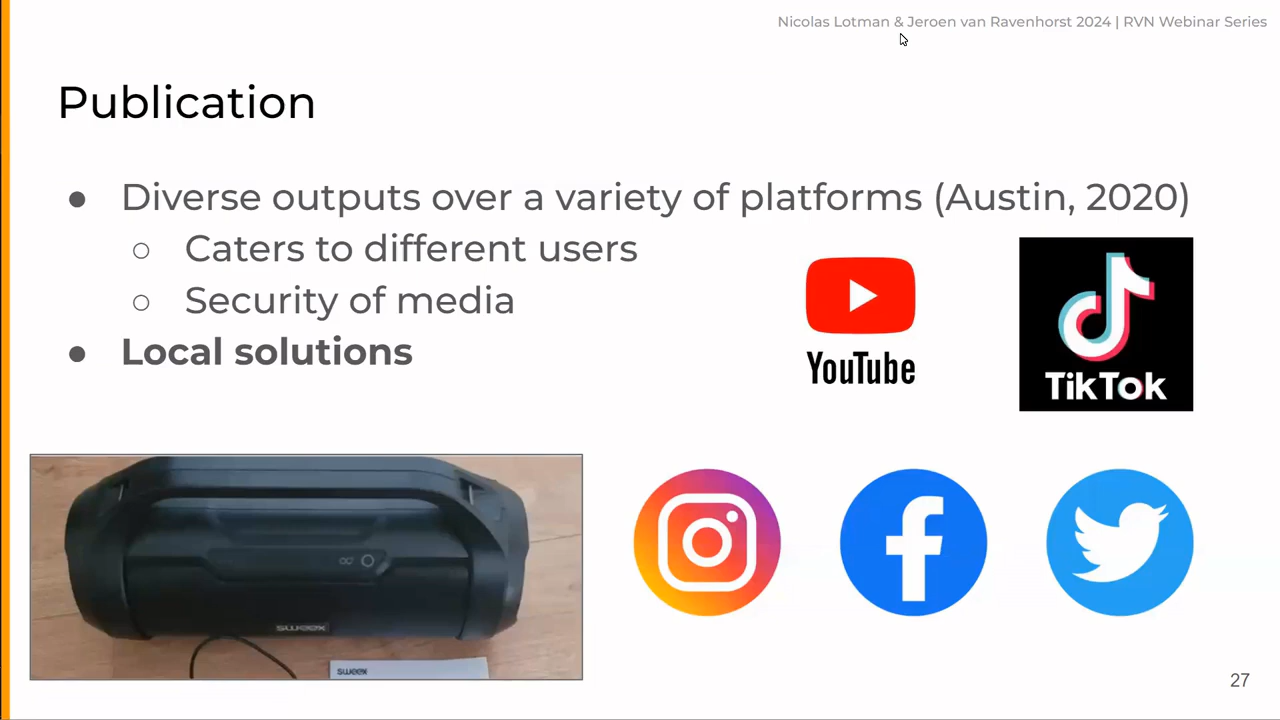 Nicolas Lotman & Jeroen van Ravenhorst 2024 | RVN Webinar Series
Publication
● Diverse outputs over a variety of platforms (Austin, 2020)
○ Caters to different users
○ Security of media
● Local solutions
YouTube
TikTok
sweex
sweex
27